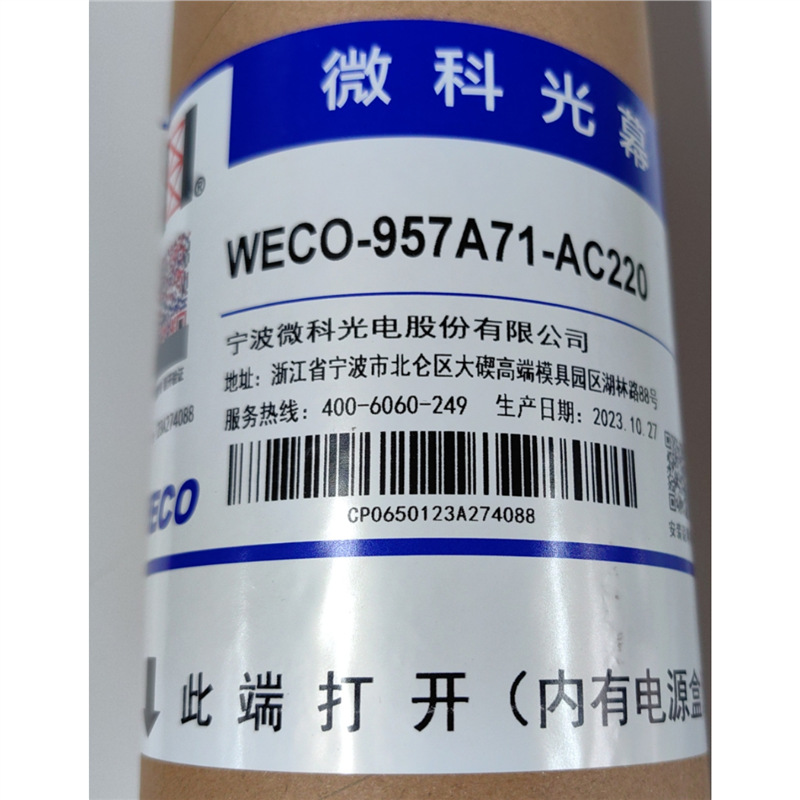 微科光幕
®
WECO-957A71-AC220
宁波微科光电股份有限公司
地址：浙江省宁波市北仑区大碶高端模具园区湖林路88号
服务热线：400-6060-249 生产日期：2023.10.27
CP0650123A274088
ECO
此端打开（内有电源盒